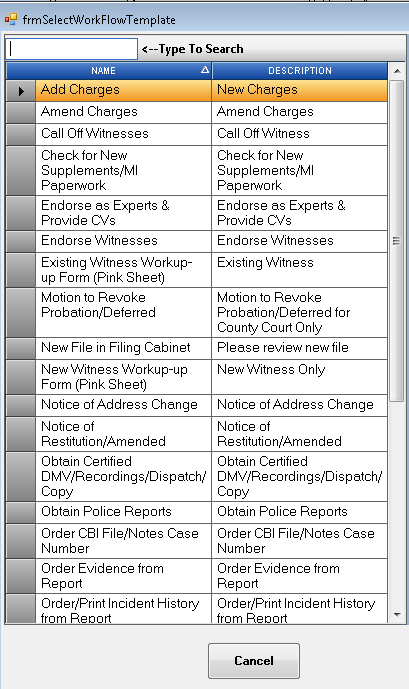 frmSelectWorkFlowTemplate
<--Type To Search
NAME DESCRIPTION
Add Charges New Charges
Amend Charges Amend Charges
Call Off Witnesses Call Off Witness
Check for New Check for New
Supplements/MI Supplements/MI
Paperwork Paperwork
Endorse as Experts & Endorse as Experts &
Provide CVs Provide CVs
Endorse Witnesses Endorse Witnesses
Existing Witness Workup- Existing Witness
up Form (Pink Sheet)
Motion to Revoke Motion to Revoke
Probation/Deferred Probation/Deferred for
County Court Only
New File in Filing Cabinet Please review new file
New Witness Workup-up New Witness Only
Form (Pink Sheet)
Notice of Address Change Notice of Address Change
Notice of Notice of
Restitution/Amended Restitution/Amended
Obtain Certified Obtain Certified
DMV/Recordings/Dispatch/ DMV/Recordings/Dispatch/
Copy Copy
Obtain Police Reports Obtain Police Reports
Order CBI File/Notes Case Order CBI File/Notes Case
Number Number
Order Evidence from Order Evidence from
Report Report
Order/Print Incident History Order/Print Incident History
from Report from Report
Cancel